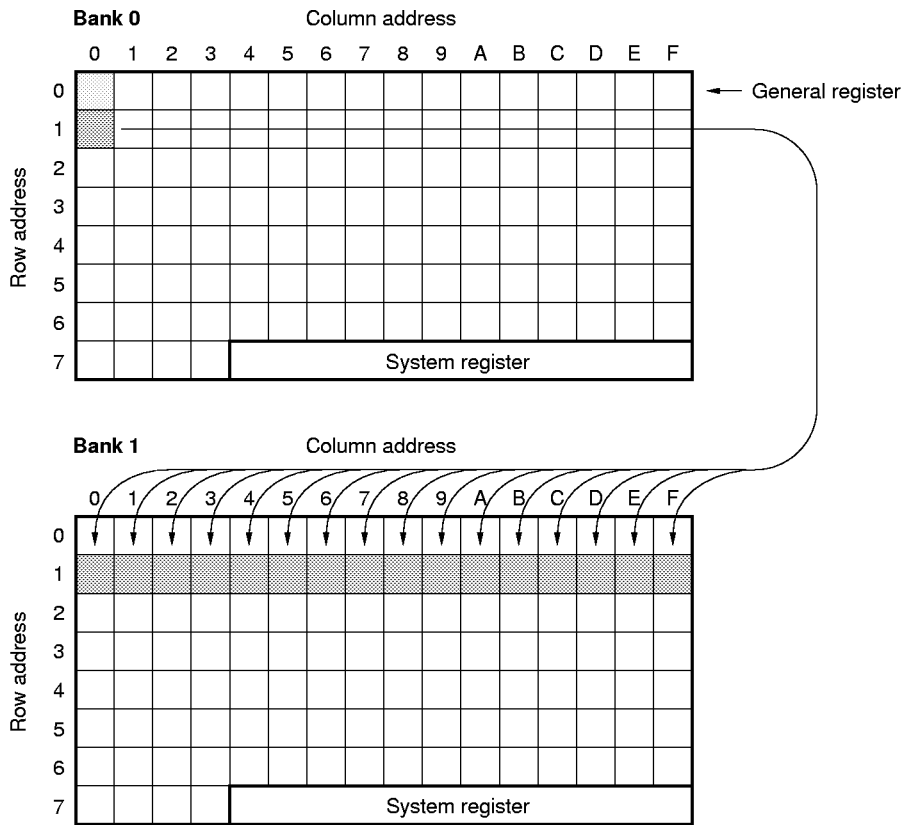 Bank 0 Column address
0 1 2 3 4 5 6 7 8 9 A B C D E F
0 General register
1
2
3
4
5
6
7 System register
Row address
Bank 1 Column address
0 1 2 3 4 5 6 7 8 9 A B C D E F
0
1
2
3
4
5
6
7 System register
Row address